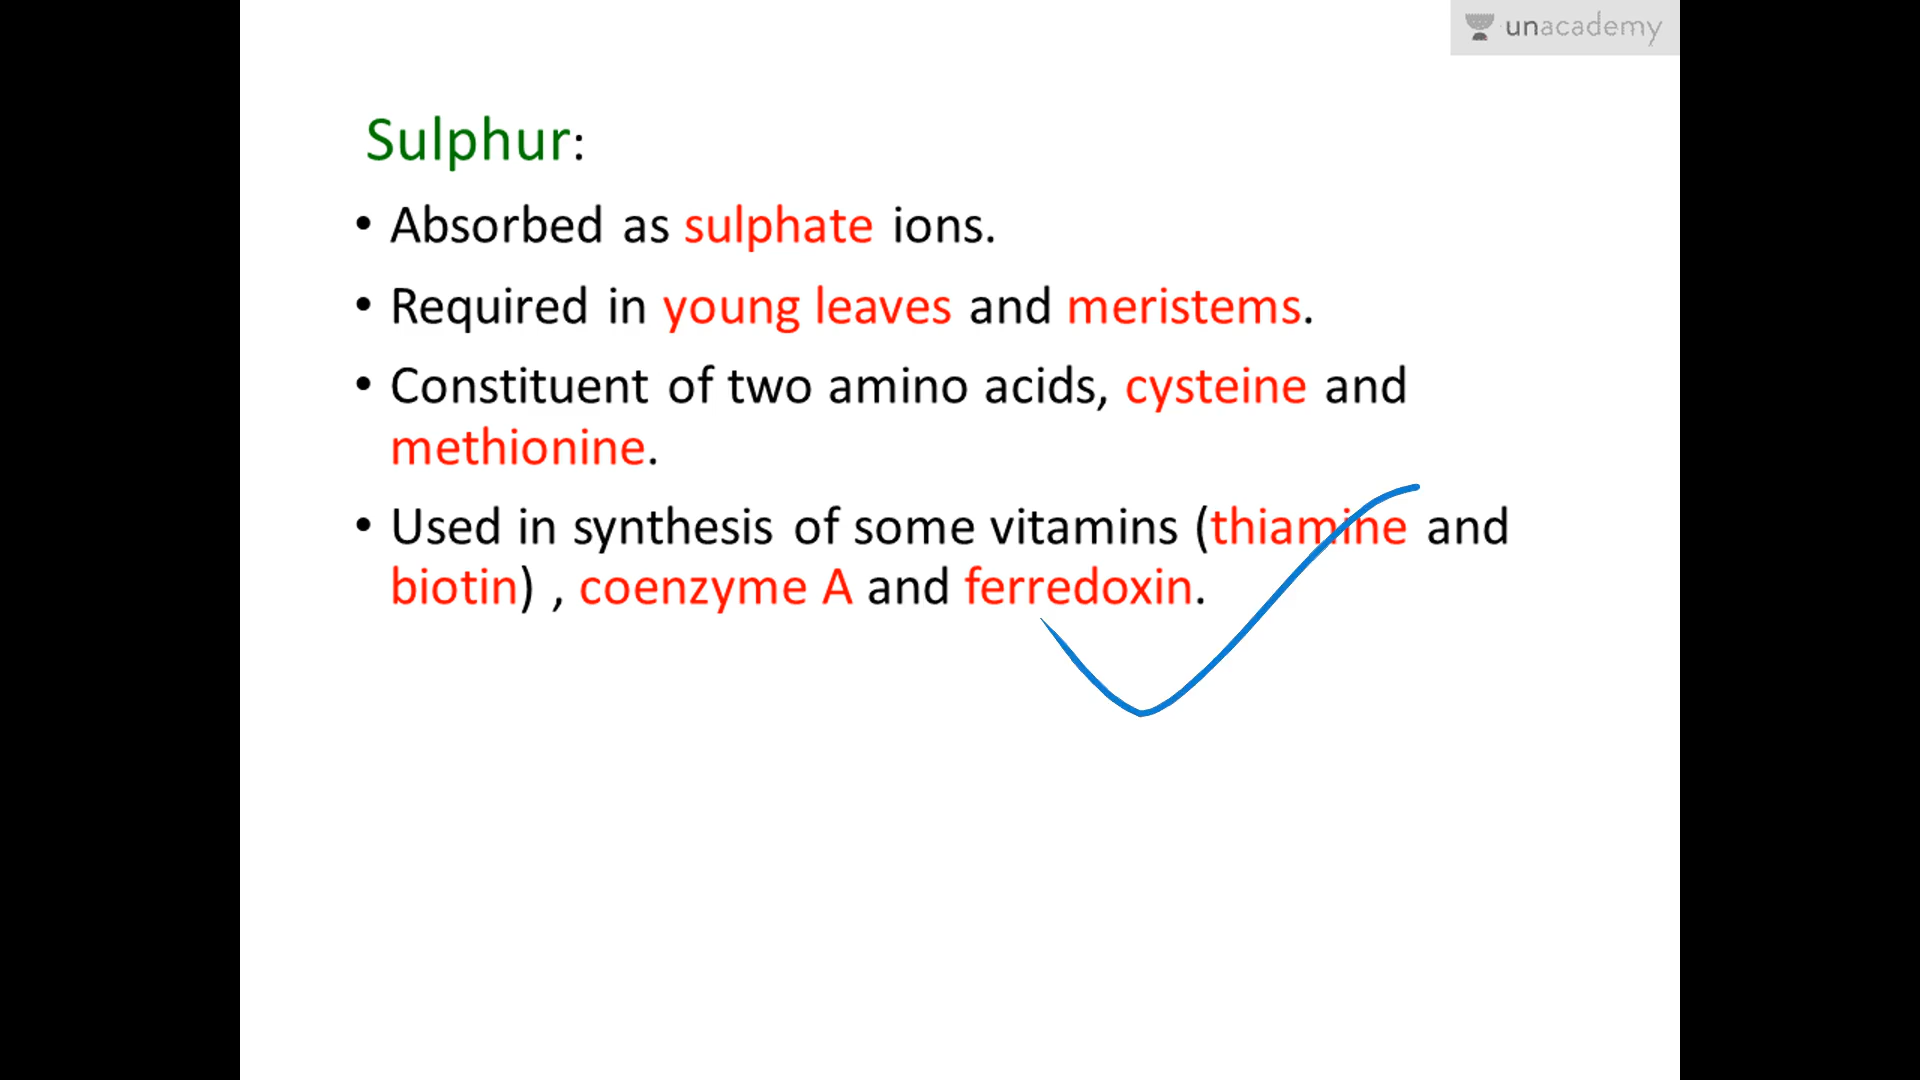 unacademy
Sulphur:
• Absorbed as sulphate ions.
• Required in young leaves and meristems.
• Constituent of two amino acids, cysteine and
methionine.
• Used in synthesis of some vitamins (thiamine and
biotin) , coenzyme A and ferredoxin.